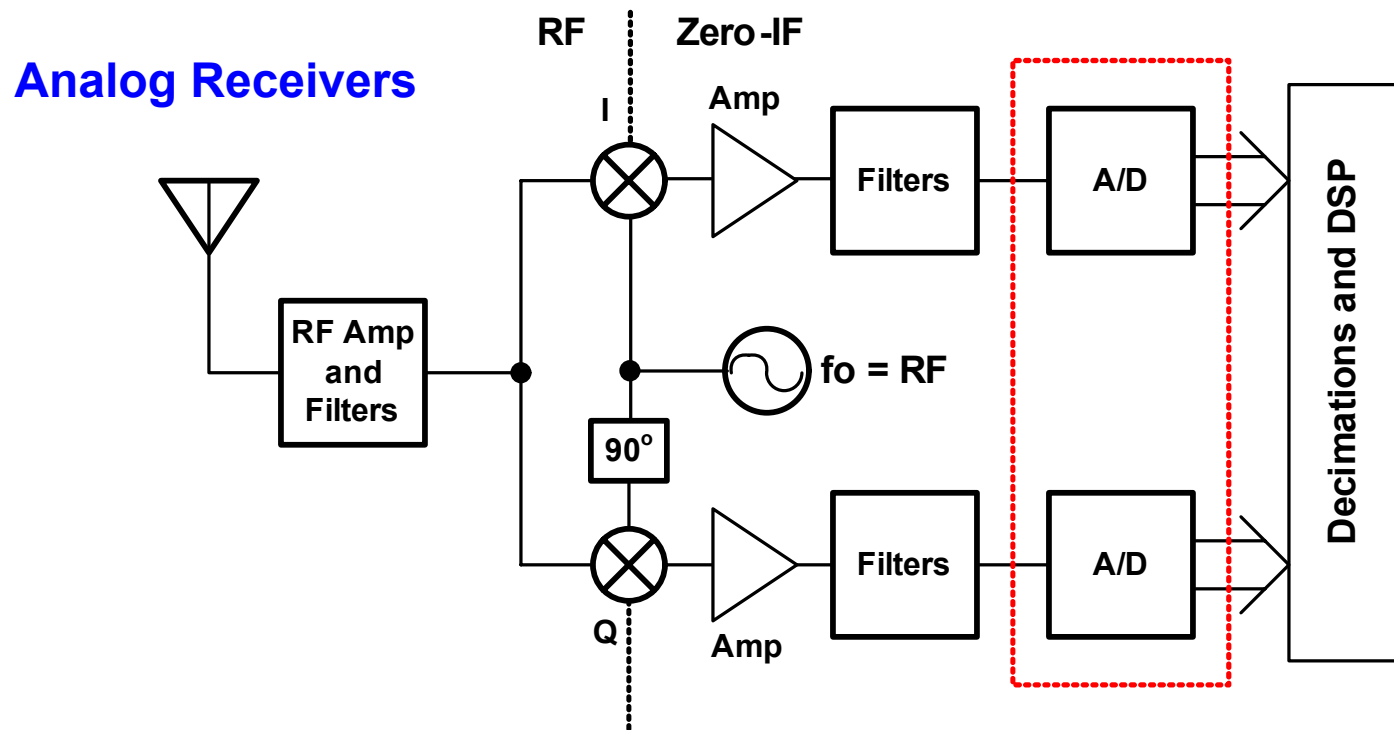 Analog Receivers
RF
Zero-IF
I
Amp
Filters
A/D
RF Amp
and
Filters
fo = RF
90°
Q
Amp
Filters
A/D
Decimations and DSP